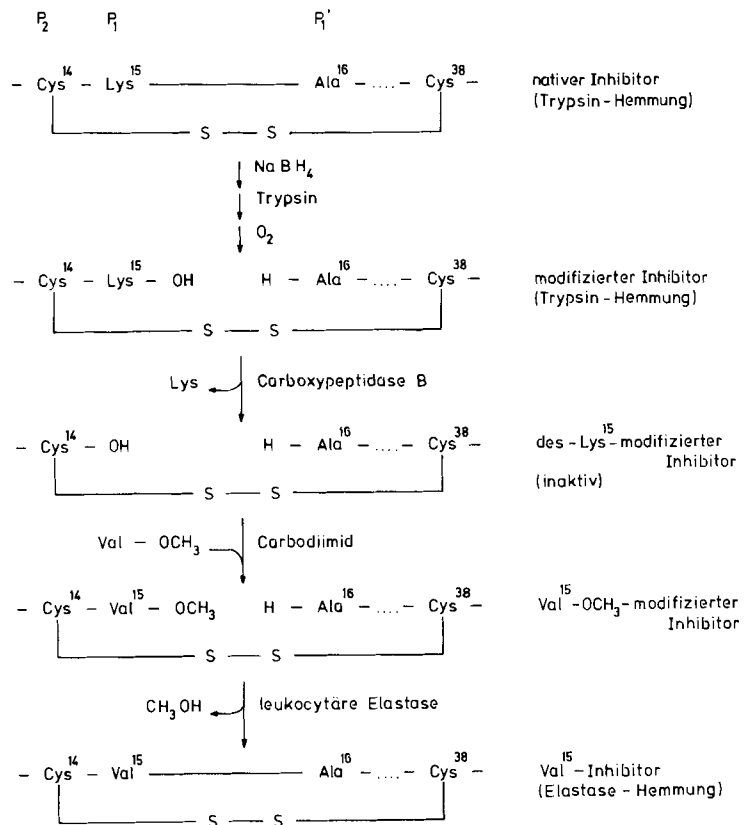 P₂ P₁ P₁'
– Cys¹⁴ – Lys¹⁵ ――― Ala¹⁶ – .... – Cys³⁸ – nativer Inhibitor
(Trypsin – Hemmung)
S – S
NaBH₄
Trypsin
O₂
– Cys¹⁴ – Lys¹⁵ – OH H – Ala¹⁶ – .... – Cys³⁸ – modifizierter Inhibitor
(Trypsin – Hemmung)
S – S
Lys Carboxypeptidase B
– Cys¹⁴ – OH H – Ala¹⁶ – .... – Cys³⁸ – des – Lys¹⁵ – modifizierter
Inhibitor
(inaktiv)
S – S
Val – OCH₃ Carbodiimid
– Cys¹⁴ – Val¹⁵ – OCH₃ H – Ala¹⁶ – .... – Cys³⁸ – Val¹⁵ – OCH₃ – modifizierter
Inhibitor
S – S
CH₃OH leukocytäre Elastase
– Cys¹⁴ – Val¹⁵ ――― Ala¹⁶ – .... – Cys³⁸ – Val¹⁵ – Inhibitor
(Elastase – Hemmung)
S – S